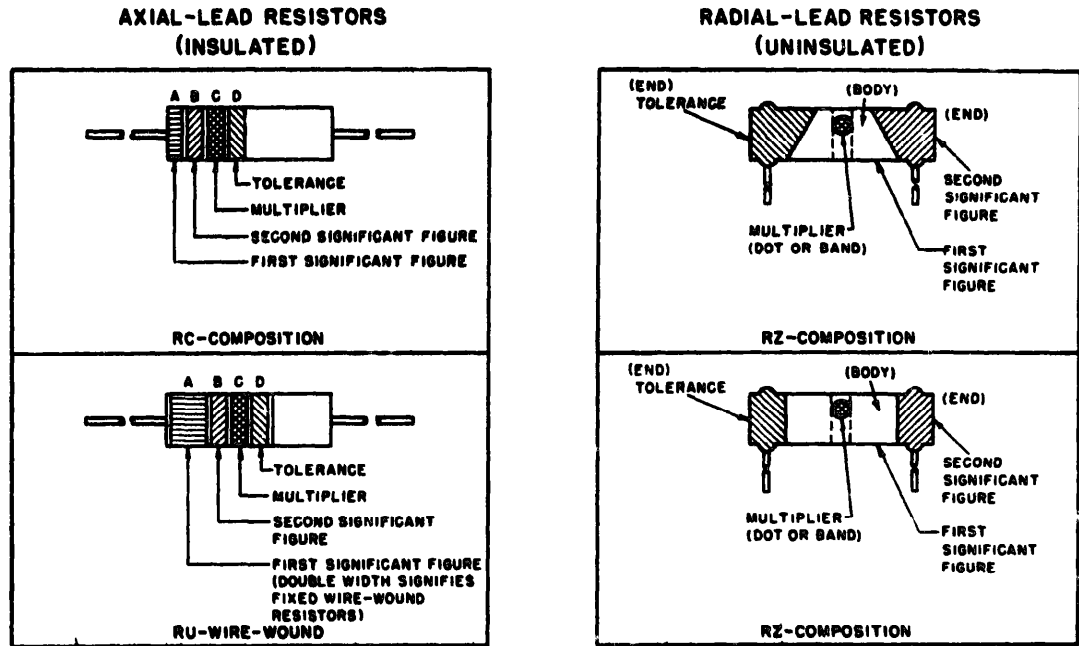 AXIAL-LEAD RESISTORS
(INSULATED)
A B C D
TOLERANCE
MULTIPLIER
SECOND SIGNIFICANT FIGURE
FIRST SIGNIFICANT FIGURE
RC-COMPOSITION
A B C D
TOLERANCE
MULTIPLIER
SECOND SIGNIFICANT
FIGURE
FIRST SIGNIFICANT FIGURE
(DOUBLE WIDTH SIGNIFIES
FIXED WIRE-WOUND
RESISTORS)
RU-WIRE-WOUND
RADIAL-LEAD RESISTORS
(UNINSULATED)
(END)
TOLERANCE
(BODY)
(END)
SECOND
SIGNIFICANT
FIGURE
MULTIPLIER
(DOT OR BAND)
FIRST
SIGNIFICANT
FIGURE
RZ-COMPOSITION
(END)
TOLERANCE
(BODY)
(END)
SECOND
SIGNIFICANT
FIGURE
MULTIPLIER
(DOT OR BAND)
FIRST
SIGNIFICANT
FIGURE
RZ-COMPOSITION